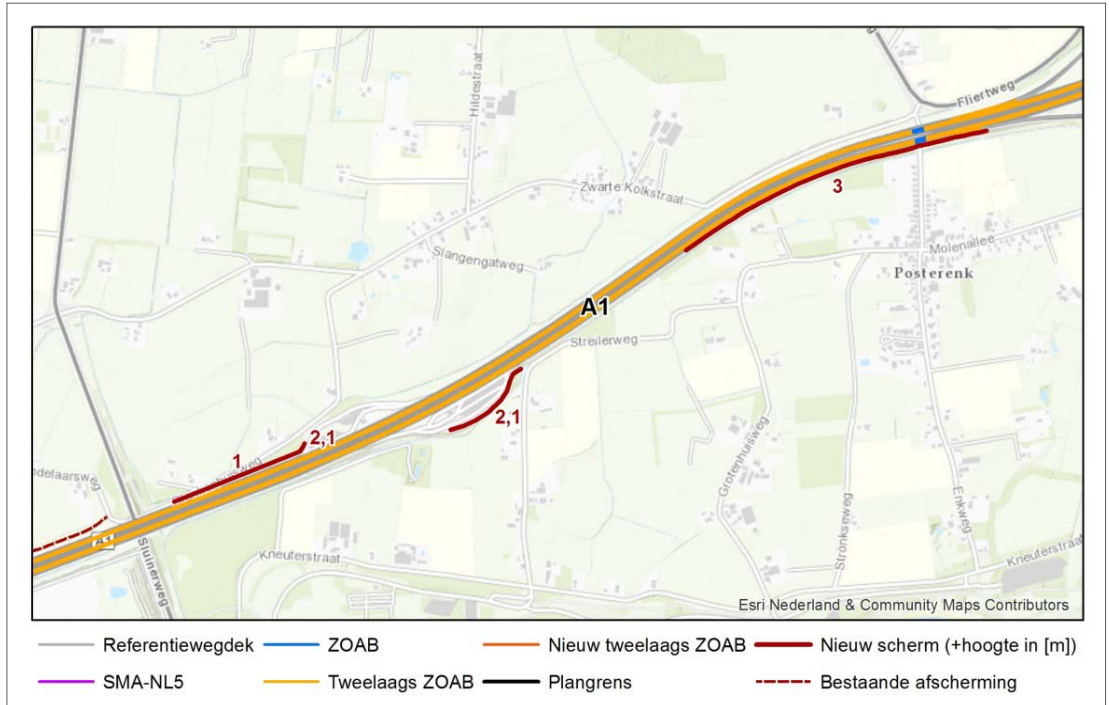 Fliertweg
Hildestraat
Zwarte Kolkstraat
3
Molenallee
Slangengatweg
Posterenk
A1
Streilerweg
2,1
2,1
1
Grotenhuisweg
A1
Sluinerweg
Kneuterstraat
Stronkseweg
Enkweg
Kneuterstraat
Esri Nederland & Community Maps Contributors
Referentiewegdek
ZOAB
Nieuw tweelaags ZOAB
Nieuw scherm (+hoogte in [m])
SMA-NL5
Tweelaags ZOAB
Plangrens
Bestaande afscherming